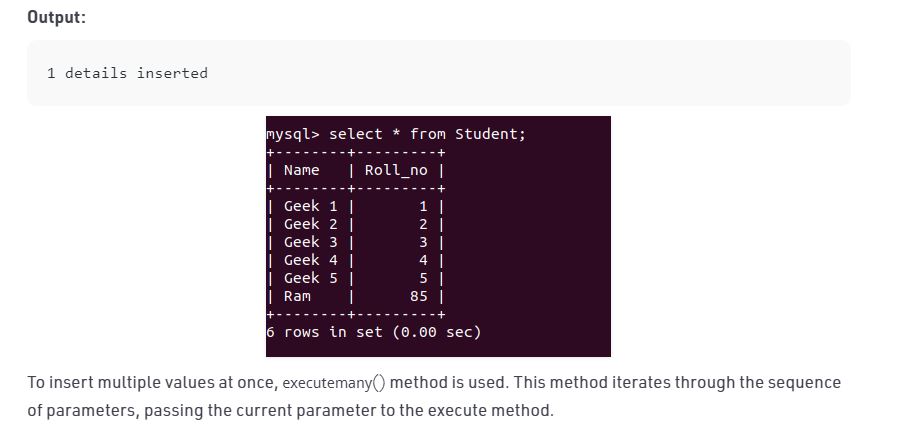 Output:
1 details inserted
mysql> select * from Student;
+--------+---------+
| Name   | Roll_no |
+--------+---------+
| Geek 1 |       1 |
| Geek 2 |       2 |
| Geek 3 |       3 |
| Geek 4 |       4 |
| Geek 5 |       5 |
| Ram    |      85 |
+--------+---------+
6 rows in set (0.00 sec)
To insert multiple values at once, executemany() method is used. This method iterates through the sequence
of parameters, passing the current parameter to the execute method.